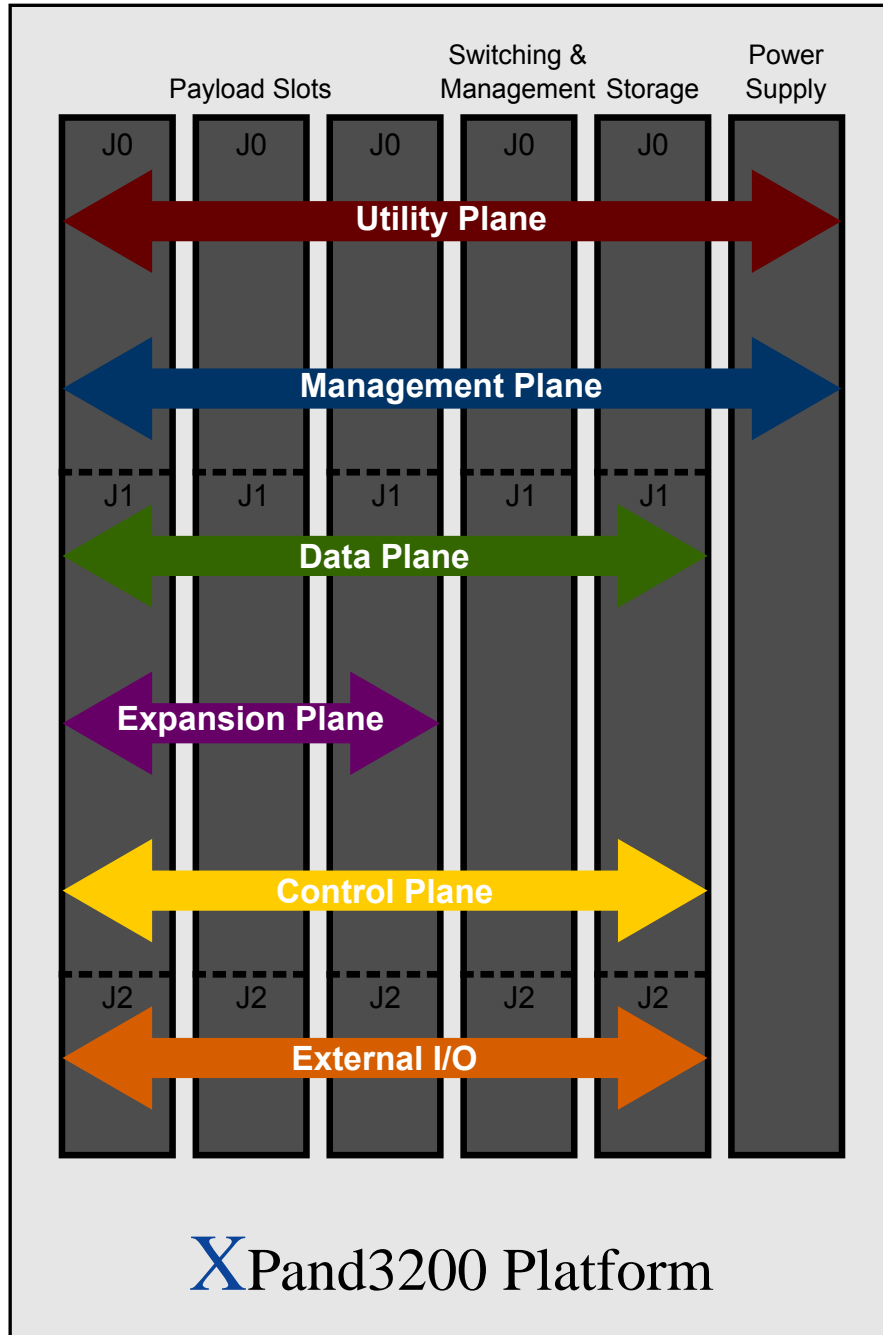 Payload Slots
Switching &
Management
Storage
Power
Supply
J0 J0 J0 J0 J0
Utility Plane
Management Plane
J1 J1 J1 J1 J1
Data Plane
Expansion Plane
Control Plane
J2 J2 J2 J2 J2
External I/O
XPand3200 Platform